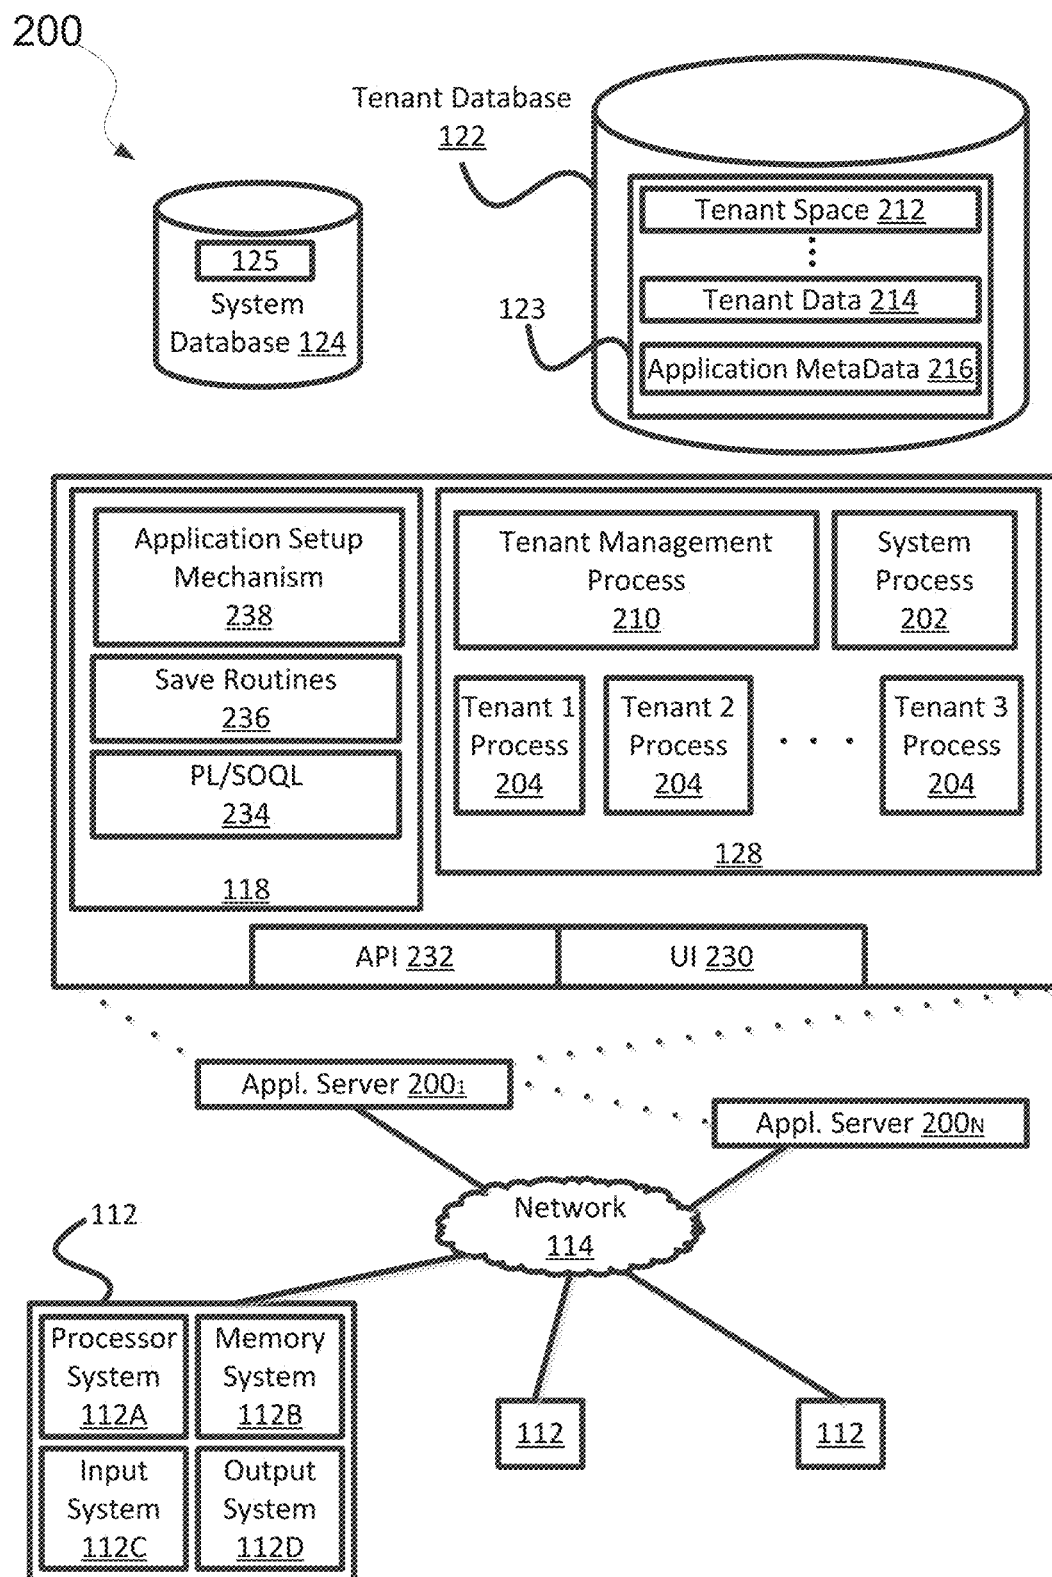 200
Tenant Database
122
Tenant Space 212
125
System
Database 124
Tenant Data 214
123
Application MetaData 216
Application Setup
Mechanism
238
Tenant Management
Process
210
System
Process
202
Save Routines
236
Tenant 1
Process
204
Tenant 2
Process
204
Tenant 3
Process
204
PL/SOQL
234
128
118
API 232
UI 230
Appl. Server 200₁
Appl. Server 200N
Network
114
112
Processor
System
112A
Memory
System
112B
Input
System
112C
Output
System
112D
112
112